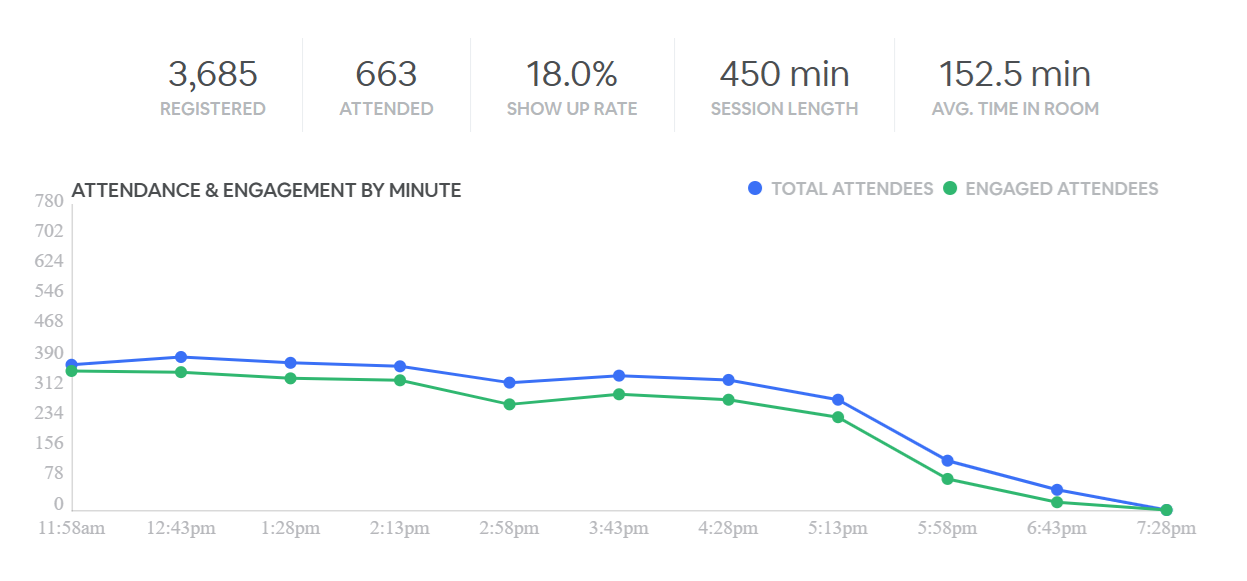 3,685 663 18.0% 450 min 152.5 min
REGISTERED ATTENDED SHOW UP RATE SESSION LENGTH AVG. TIME IN ROOM
ATTENDANCE & ENGAGEMENT BY MINUTE TOTAL ATTENDEES ENGAGED ATTENDEES
780
702
624
546
468
390
312
234
156
78
0
11:58am 12:43pm 1:28pm 2:13pm 2:58pm 3:43pm 4:28pm 5:13pm 5:58pm 6:43pm 7:28pm